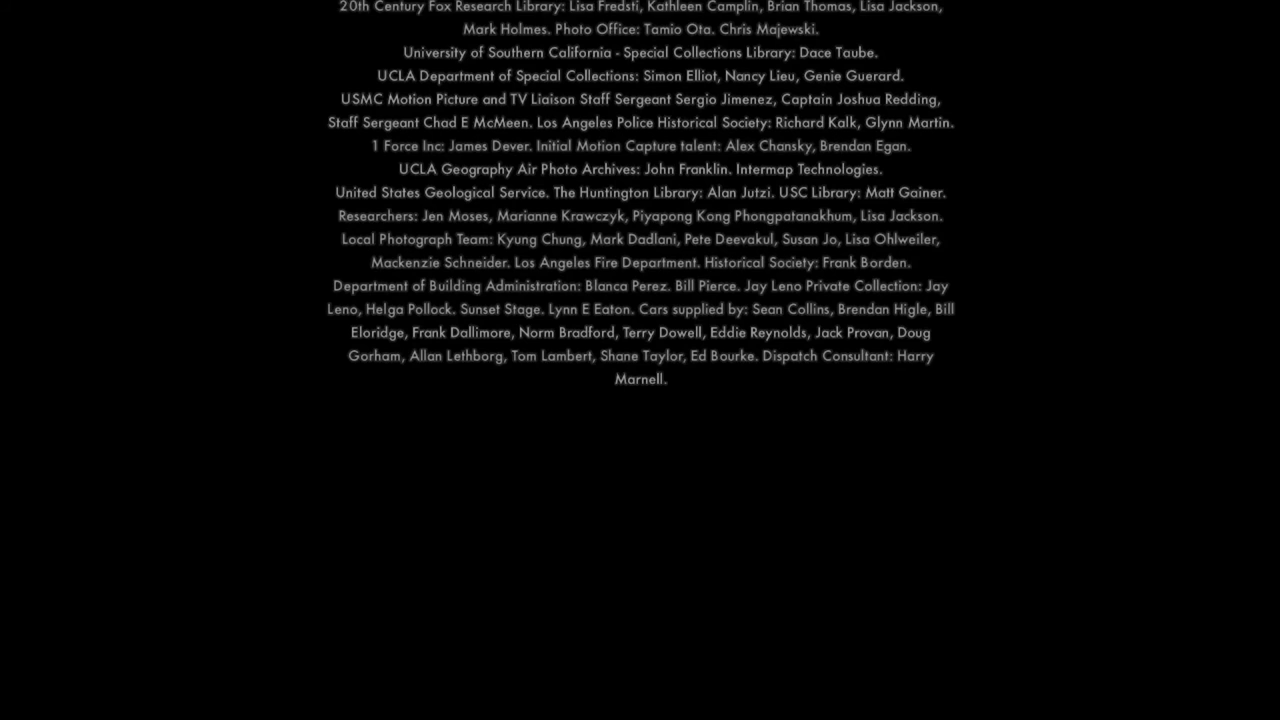 20th Century Fox Research Library: Lisa Fredsti, Kathleen Camplin, Brian Thomas, Lisa Jackson,
Mark Holmes. Photo Office: Tamio Ota. Chris Majewski.
University of Southern California - Special Collections Library: Dace Taube.
UCLA Department of Special Collections: Simon Elliot, Nancy Lieu, Genie Guerard.
USMC Motion Picture and TV Liaison Staff Sergeant Sergio Jimenez, Captain Joshua Redding,
Staff Sergeant Chad E McMeen. Los Angeles Police Historical Society: Richard Kalk, Glynn Martin.
1 Force Inc: James Dever. Initial Motion Capture talent: Alex Chansky, Brendan Egan.
UCLA Geography Air Photo Archives: John Franklin. Intermap Technologies.
United States Geological Service. The Huntington Library: Alan Jutzi. USC Library: Matt Gainer.
Researchers: Jen Moses, Marianne Krawczyk, Piyapong Kong Phongpatanakhum, Lisa Jackson.
Local Photograph Team: Kyung Chung, Mark Dadlani, Pete Deevakul, Susan Jo, Lisa Ohlweiler,
Mackenzie Schneider. Los Angeles Fire Department. Historical Society: Frank Borden.
Department of Building Administration: Blanca Perez. Bill Pierce. Jay Leno Private Collection: Jay
Leno, Helga Pollock. Sunset Stage. Lynn E Eaton. Cars supplied by: Sean Collins, Brendan Higle, Bill
Eloridge, Frank Dallimore, Norm Bradford, Terry Dowell, Eddie Reynolds, Jack Provan, Doug
Gorham, Allan Lethborg, Tom Lambert, Shane Taylor, Ed Bourke. Dispatch Consultant: Harry
Marnell.